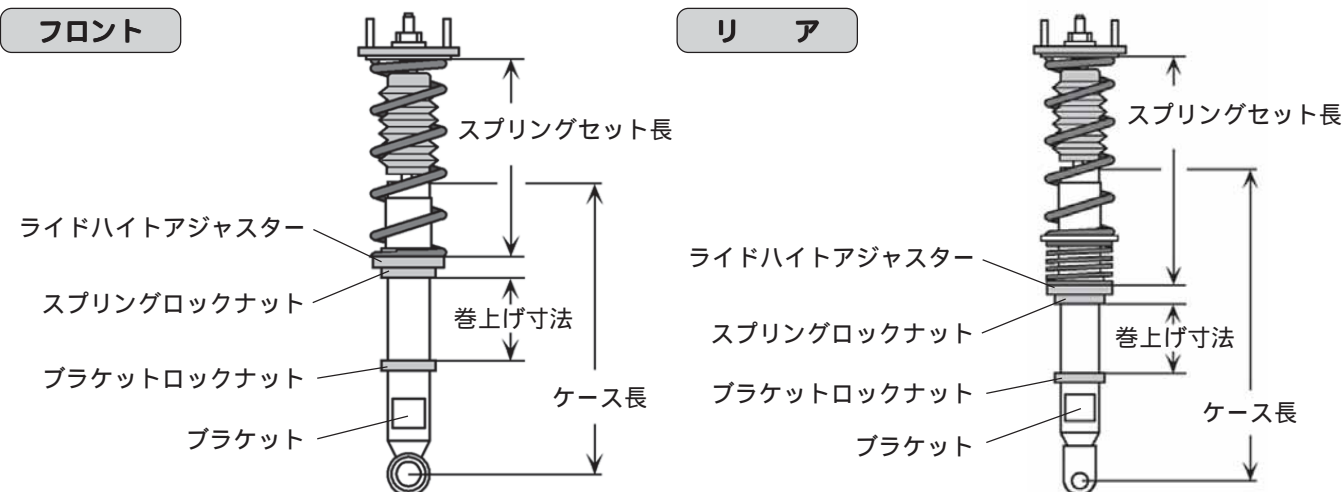 フロント
スプリングセット長
ライドハイトアジャスター
スプリングロックナット
巻上げ寸法
ブラケットロックナット
ケース長
ブラケット
リ　ア
スプリングセット長
ライドハイトアジャスター
スプリングロックナット
巻上げ寸法
ブラケットロックナット
ケース長
ブラケット